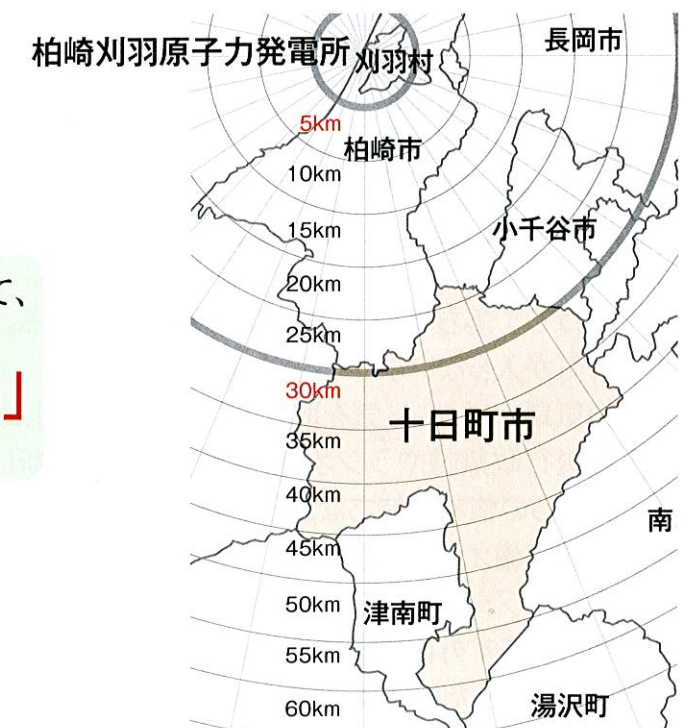 柏崎刈羽原子力発電所
刈羽村
長岡市
5km
柏崎市
10km
15km
小千谷市
20km
て、
25km
30km
」
十日町市
35km
40km
南
45km
50km
津南町
55km
湯沢町
60km